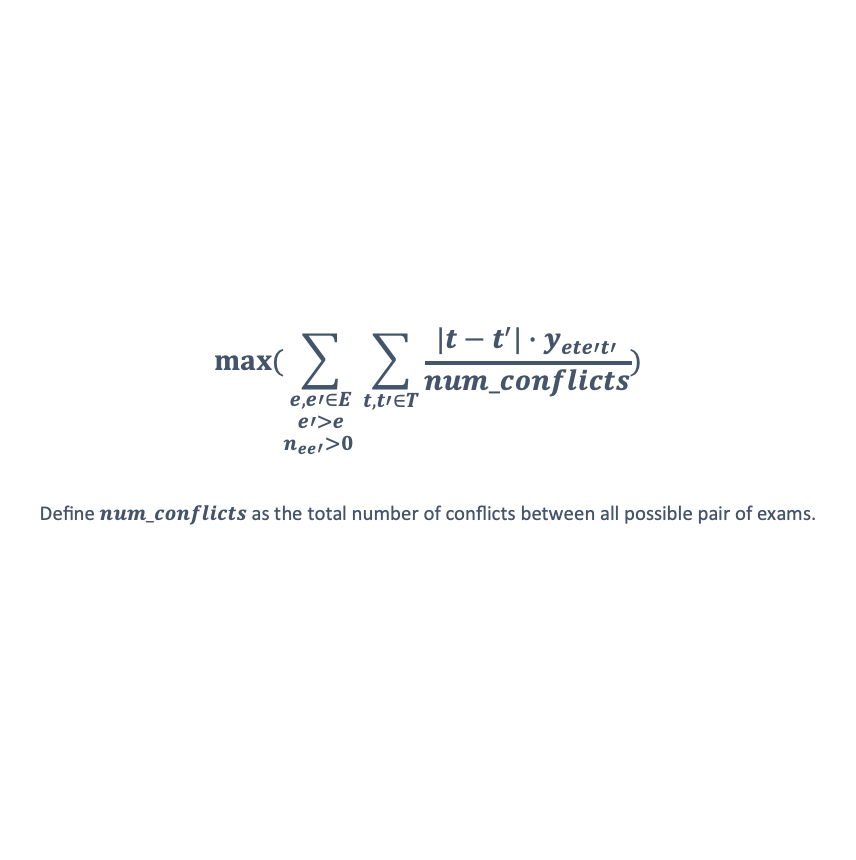 max( ∑ ∑ |t − t′| · y_{ete′t′} / num_conflicts )
e,e′∈E t,t′∈T
e′>e
n_{ee′}>0
Define num_conflicts as the total number of conflicts between all possible pair of exams.